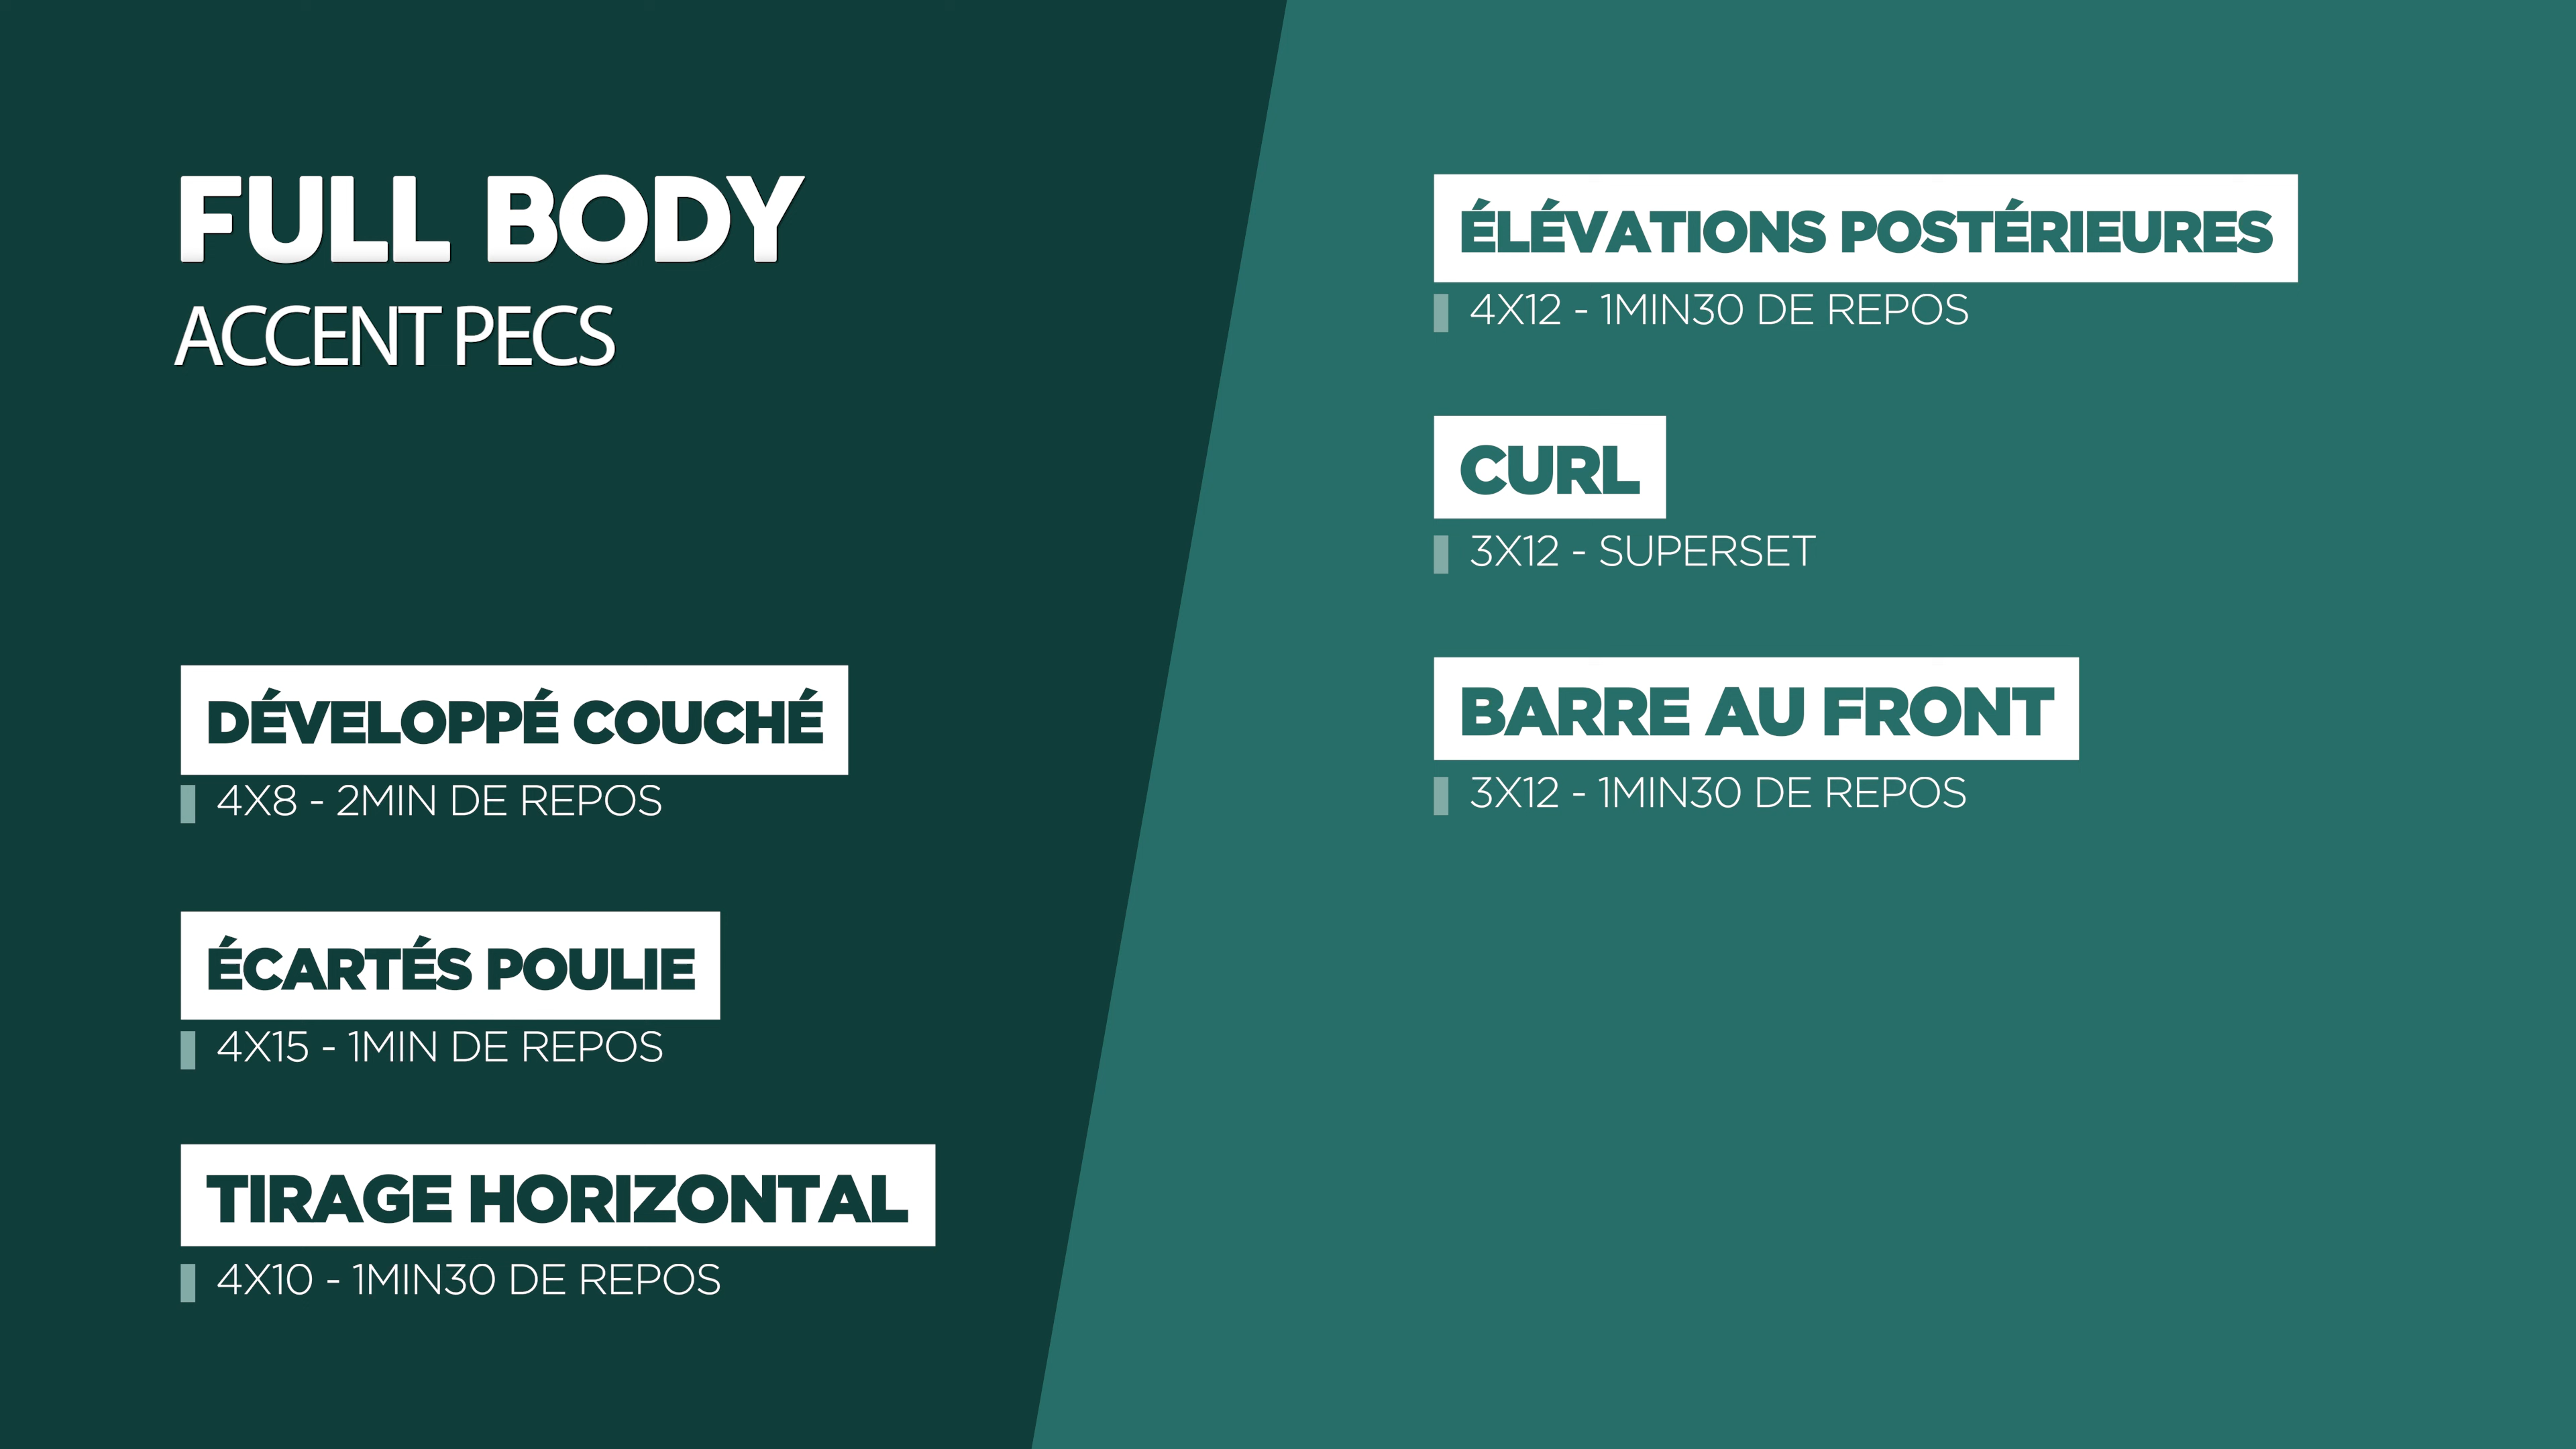 FULL BODY
ACCENT PECS
DÉVELOPPÉ COUCHÉ
4X8 - 2MIN DE REPOS
ÉCARTÉS POULIE
4X15 - 1MIN DE REPOS
TIRAGE HORIZONTAL
4X10 - 1MIN30 DE REPOS
ÉLÉVATIONS POSTÉRIEURES
4X12 - 1MIN30 DE REPOS
CURL
3X12 - SUPERSET
BARRE AU FRONT
3X12 - 1MIN30 DE REPOS